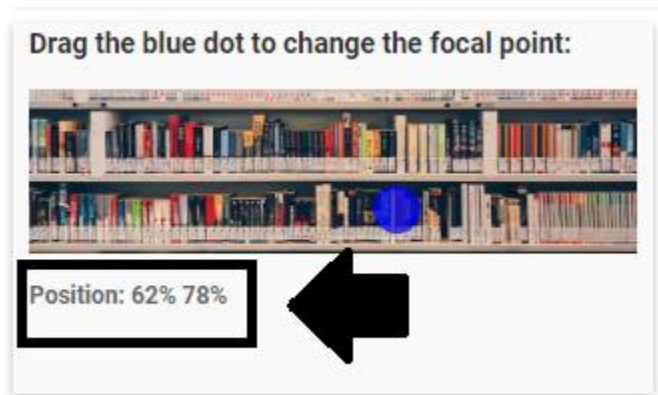 Drag the blue dot to change the focal point:
Position: 62% 78%